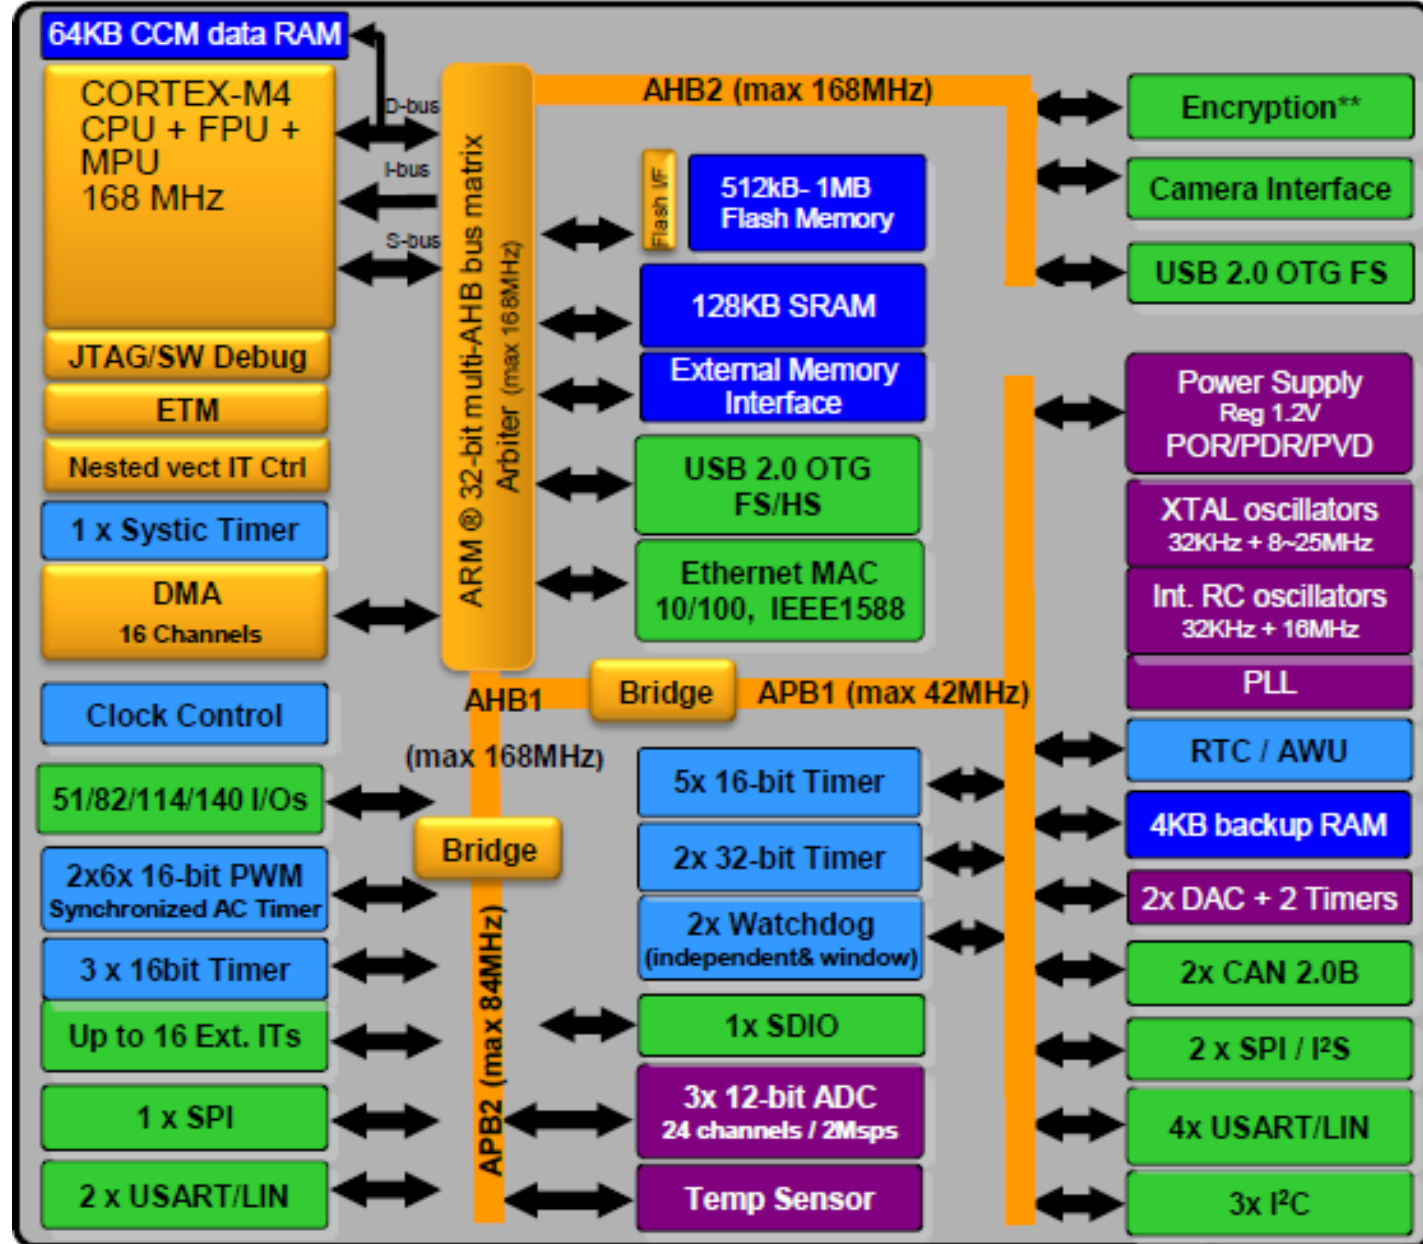 64KB CCM data RAM
CORTEX-M4
CPU + FPU +
MPU
168 MHz
D-bus
I-bus
S-bus
JTAG/SW Debug
ETM
Nested vect IT Ctrl
1 x Systic Timer
DMA
16 Channels
Clock Control
51/82/114/140 I/Os
2x6x 16-bit PWM
Synchronized AC Timer
3 x 16bit Timer
Up to 16 Ext. ITs
1 x SPI
2 x USART/LIN
ARM ® 32-bit multi-AHB bus matrix
Arbiter (max 168MHz)
AHB2 (max 168MHz)
Flash I/F
512kB- 1MB
Flash Memory
128KB SRAM
External Memory
Interface
USB 2.0 OTG
FS/HS
Ethernet MAC
10/100, IEEE1588
AHB1
(max 168MHz)
Bridge
APB1 (max 42MHz)
Bridge
APB2 (max 84MHz)
5x 16-bit Timer
2x 32-bit Timer
2x Watchdog
(independent& window)
1x SDIO
3x 12-bit ADC
24 channels / 2Msps
Temp Sensor
Encryption**
Camera Interface
USB 2.0 OTG FS
Power Supply
Reg 1.2V
POR/PDR/PVD
XTAL oscillators
32KHz + 8~25MHz
Int. RC oscillators
32KHz + 16MHz
PLL
RTC / AWU
4KB backup RAM
2x DAC + 2 Timers
2x CAN 2.0B
2 x SPI / I²S
4x USART/LIN
3x I²C